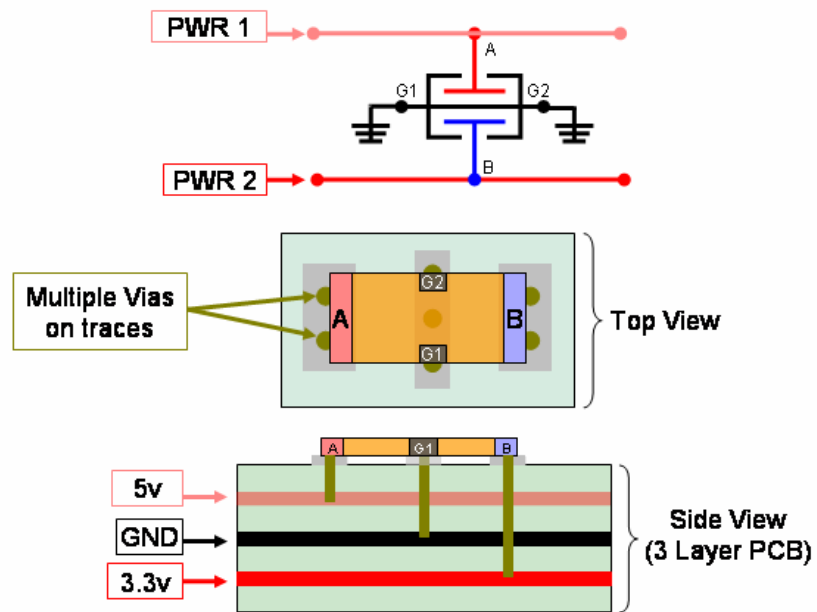 PWR 1
A
G1
G2
B
PWR 2
Multiple Vias
on traces
G2
A
B
G1
Top View
A
G1
B
5v
GND
3.3v
Side View
(3 Layer PCB)